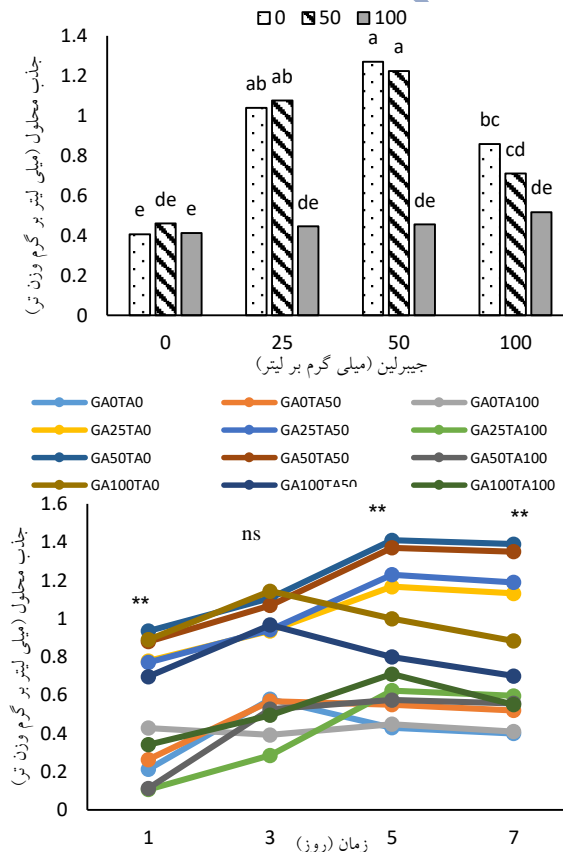 0 50 100
جذب محلول (میلی لیتر بر گرم وزن تر)
1.4
1.2
1
0.8
0.6
0.4
0.2
0
e de e
ab ab de
a a de
bc cd de
0 25 50 100
جیبرلین (میلی گرم بر لیتر)
GA0TA0 GA0TA50 GA0TA100
GA25TA0 GA25TA50 GA25TA100
GA50TA0 GA50TA50 GA50TA100
GA100TA0 GA100TA50 GA100TA100
جذب محلول (میلی لیتر بر گرم وزن تر)
1.6
1.4
1.2
1
0.8
0.6
0.4
0.2
0
** ns ** **
1 3 5 7
زمان (روز)